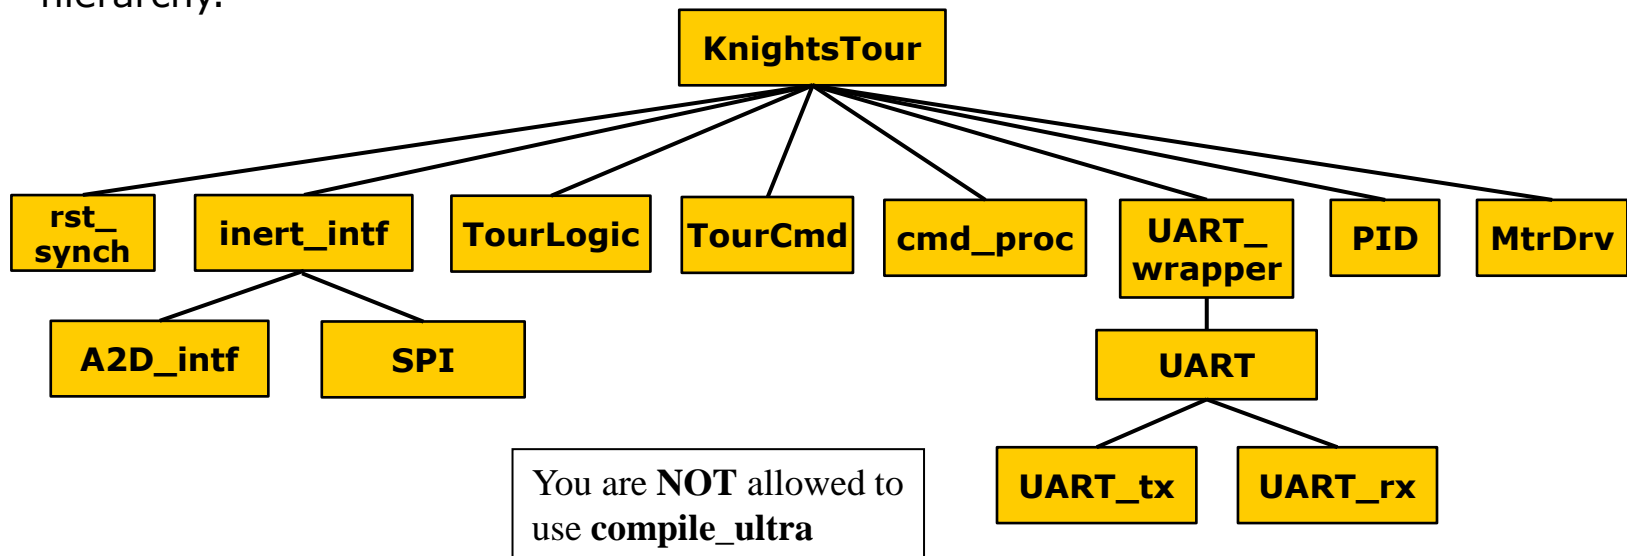 hierarchy.
KnightsTour
rst_
synch
inert_intf
TourLogic
TourCmd
cmd_proc
UART_
wrapper
PID
MtrDrv
A2D_intf
SPI
UART
UART_tx
UART_rx
You are NOT allowed to
use compile_ultra